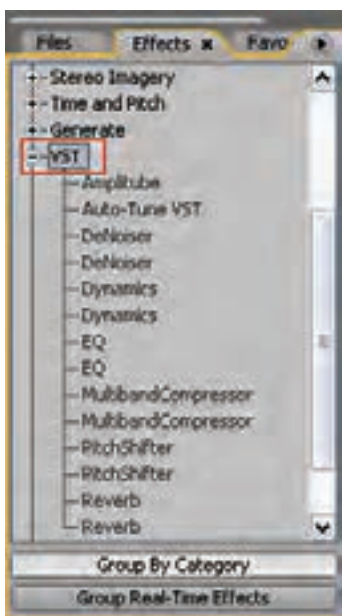 Files Effects Favo
Stereo Imagery
Time and Pitch
Generate
VST
Amplitube
Auto-Tune VST
DeNoiser
DeNoiser
Dynamics
Dynamics
EQ
EQ
MultibandCompressor
MultibandCompressor
PitchShifter
PitchShifter
Reverb
Reverb
Group By Category
Group Real-Time Effects